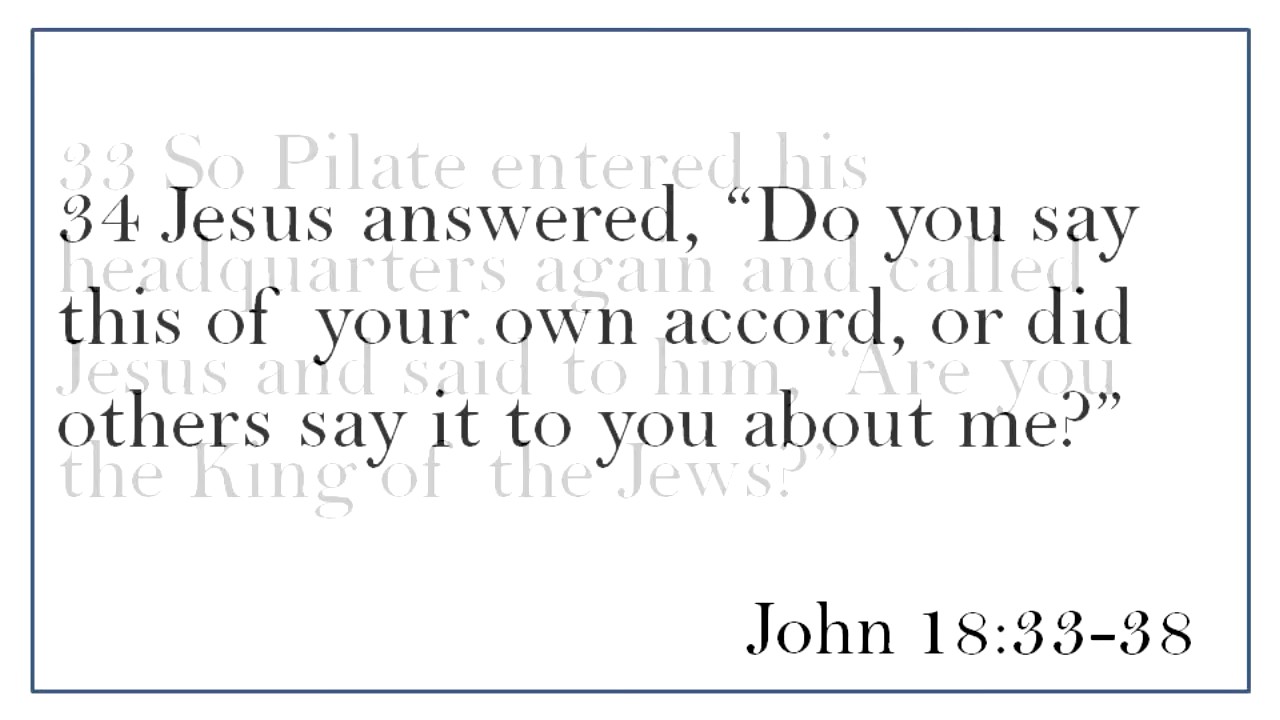 33 So Pilate entered his
34 Jesus answered, “Do you say
headquarters again and called
this of your own accord, or did
Jesus and said to him, “Are you
others say it to you about me?”
the King of the Jews?”
John 18:33-38